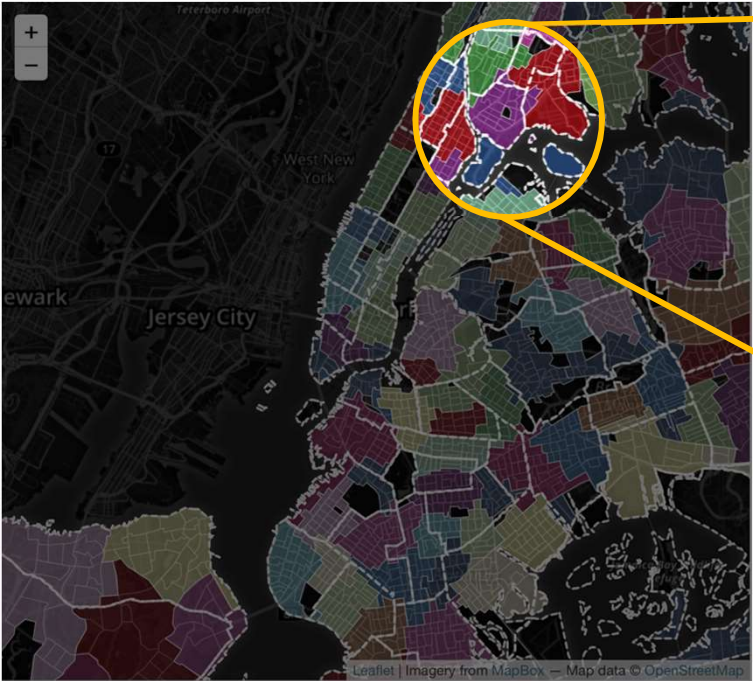 Teterboro Airport
+
−
17
West New
York
ewark
Jersey City
Leaflet | Imagery from MapBox — Map data © OpenStreetMap